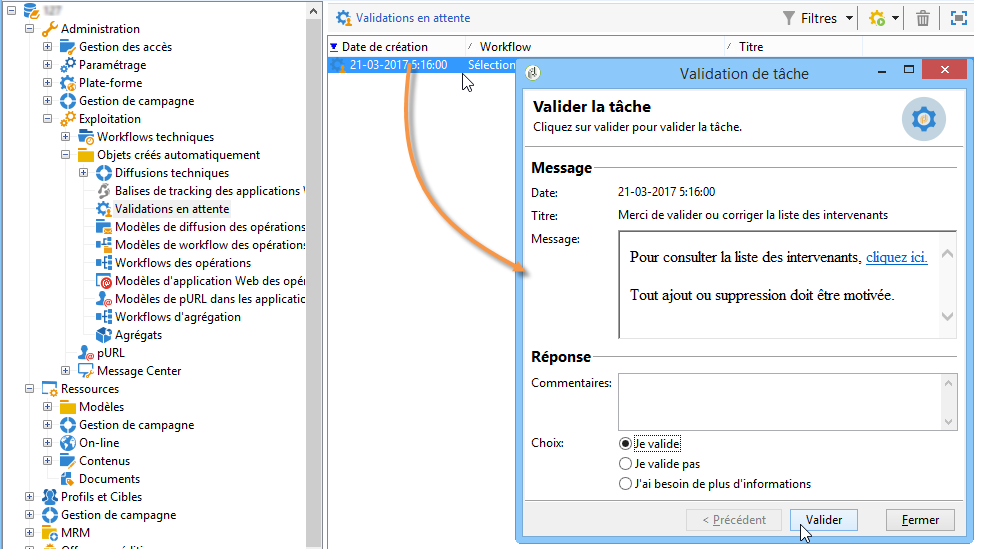 127
Administration
Gestion des accès
Paramétrage
Plate-forme
Gestion de campagne
Exploitation
Workflows techniques
Objets créés automatiquement
Diffusions techniques
Balises de tracking des applications
Validations en attente
Modèles de diffusion des opérations
Modèles de workflow des opérations
Workflows des opérations
Modèles d'application Web des opé
Modèles de pURL dans les applicatio
Workflows d'agrégation
Agrégats
pURL
Message Center
Ressources
Modèles
Gestion de campagne
On-line
Contenus
Documents
Profils et Cibles
Gestion de campagne
MRM
Validations en attente
Filtres
Date de création / Workflow / Titre
21-03-2017 5:16:00 Sélection
Validation de tâche
Valider la tâche
Cliquez sur valider pour valider la tâche.
Message
Date: 21-03-2017 5:16:00
Titre: Merci de valider ou corriger la liste des intervenants
Message:
Pour consulter la liste des intervenants, cliquez ici.
Tout ajout ou suppression doit être motivée.
Réponse
Commentaires:
Choix: Je valide
Je valide pas
J'ai besoin de plus d'informations
< Précédent Valider Fermer